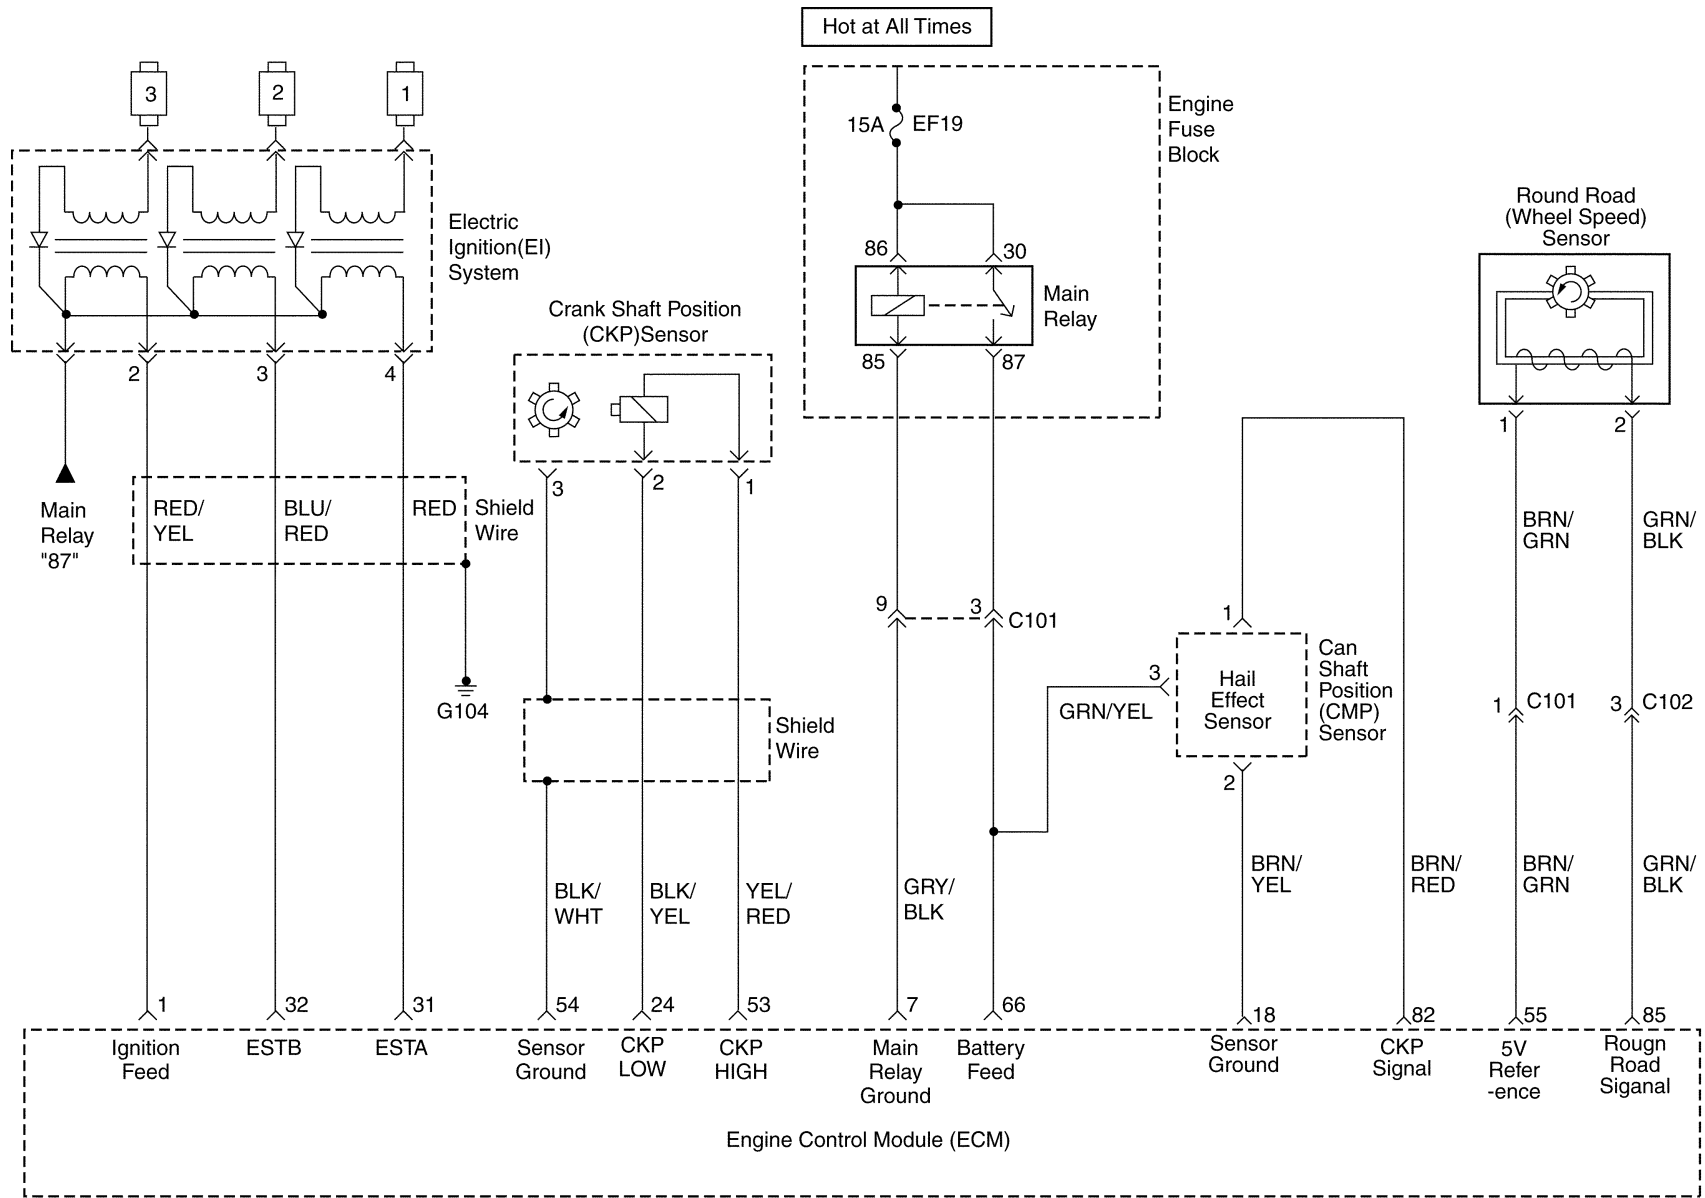 Hot at All Times
3
2
1
15A
EF19
Engine
Fuse
Block
Electric
Ignition(EI)
System
86
30
Main
Relay
85
87
Round Road
(Wheel Speed)
Sensor
1
2
Crank Shaft Position
(CKP)Sensor
2
3
4
3
2
1
Main
Relay
"87"
RED/
YEL
BLU/
RED
RED
Shield
Wire
G104
BRN/
GRN
GRN/
BLK
9
3
C101
1
3
GRN/YEL
Hail
Effect
Sensor
Can
Shaft
Position
(CMP)
Sensor
2
1
C101
3
C102
Shield
Wire
BLK/
WHT
BLK/
YEL
YEL/
RED
GRY/
BLK
BRN/
YEL
BRN/
RED
BRN/
GRN
GRN/
BLK
1
32
31
54
24
53
7
66
18
82
55
85
Ignition
Feed
ESTB
ESTA
Sensor
Ground
CKP
LOW
CKP
HIGH
Main
Relay
Ground
Battery
Feed
Sensor
Ground
CKP
Signal
5V
Refer
-ence
Rougn
Road
Siganal
Engine Control Module (ECM)